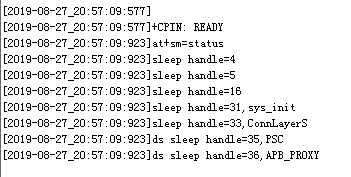 [2019-08-27_20:57:09:577]
[2019-08-27_20:57:09:577]+CPIN: READY
[2019-08-27_20:57:09:923]at+sm=status
[2019-08-27_20:57:09:923]sleep handle=4
[2019-08-27_20:57:09:923]sleep handle=5
[2019-08-27_20:57:09:923]sleep handle=16
[2019-08-27_20:57:09:923]sleep handle=31,sys_init
[2019-08-27_20:57:09:923]sleep handle=33,ConnLayerS
[2019-08-27_20:57:09:923]ds sleep handle=35,PSC
[2019-08-27_20:57:09:923]ds sleep handle=36,APB_PROXY